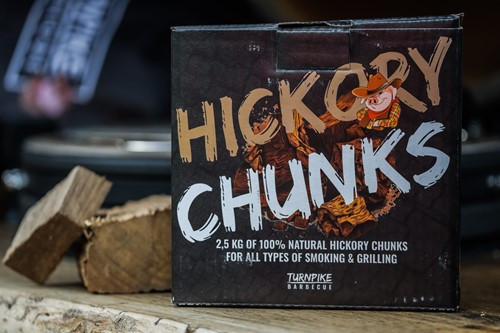 HICKORY
CHUNKS
2,5 KG OF 100% NATURAL HICKORY CHUNKS
FOR ALL TYPES OF SMOKING & GRILLING
TURNPIKE
BARBECUE